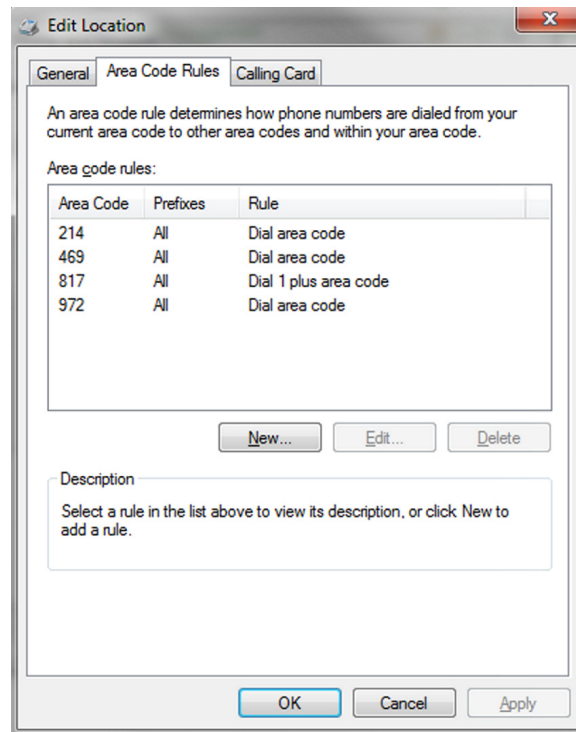 Edit Location
General Area Code Rules Calling Card
An area code rule determines how phone numbers are dialed from your
current area code to other area codes and within your area code.
Area code rules:
Area Code Prefixes Rule
214 All Dial area code
469 All Dial area code
817 All Dial 1 plus area code
972 All Dial area code
New... Edit... Delete
Description
Select a rule in the list above to view its description, or click New to
add a rule.
OK Cancel Apply